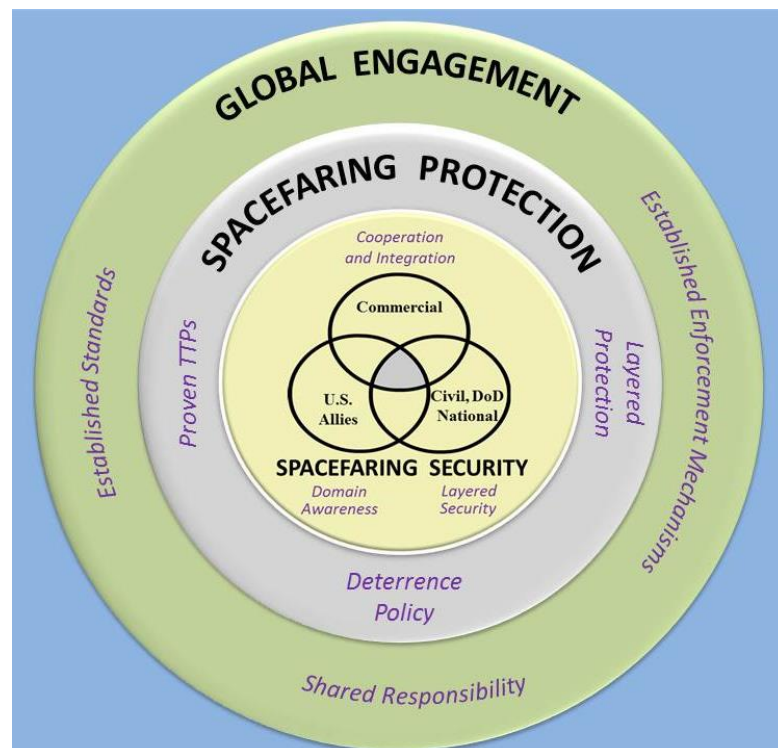 GLOBAL ENGAGEMENT
SPACEFARING PROTECTION
Cooperation
and Integration
Commercial
U.S.
Allies
Civil, DoD
National
SPACEFARING SECURITY
Domain
Awareness
Layered
Security
Proven TTPs
Layered
Protection
Deterrence
Policy
Established Standards
Established Enforcement Mechanisms
Shared Responsibility